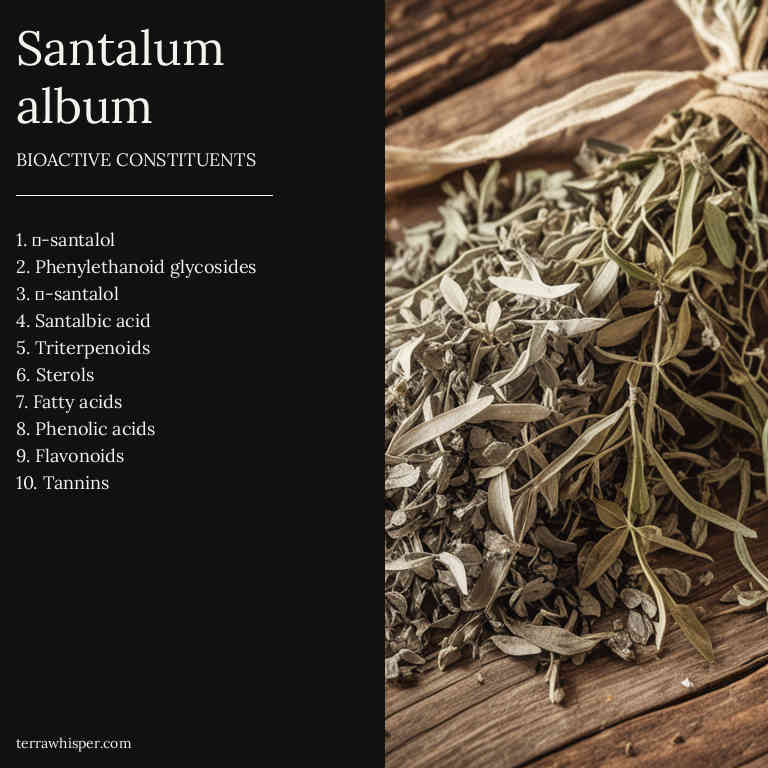 Santalum
album
BIOACTIVE CONSTITUENTS
1. □-santalol
2. Phenylethanoid glycosides
3. □-santalol
4. Santalbic acid
5. Triterpenoids
6. Sterols
7. Fatty acids
8. Phenolic acids
9. Flavonoids
10. Tannins
terrawhisper.com